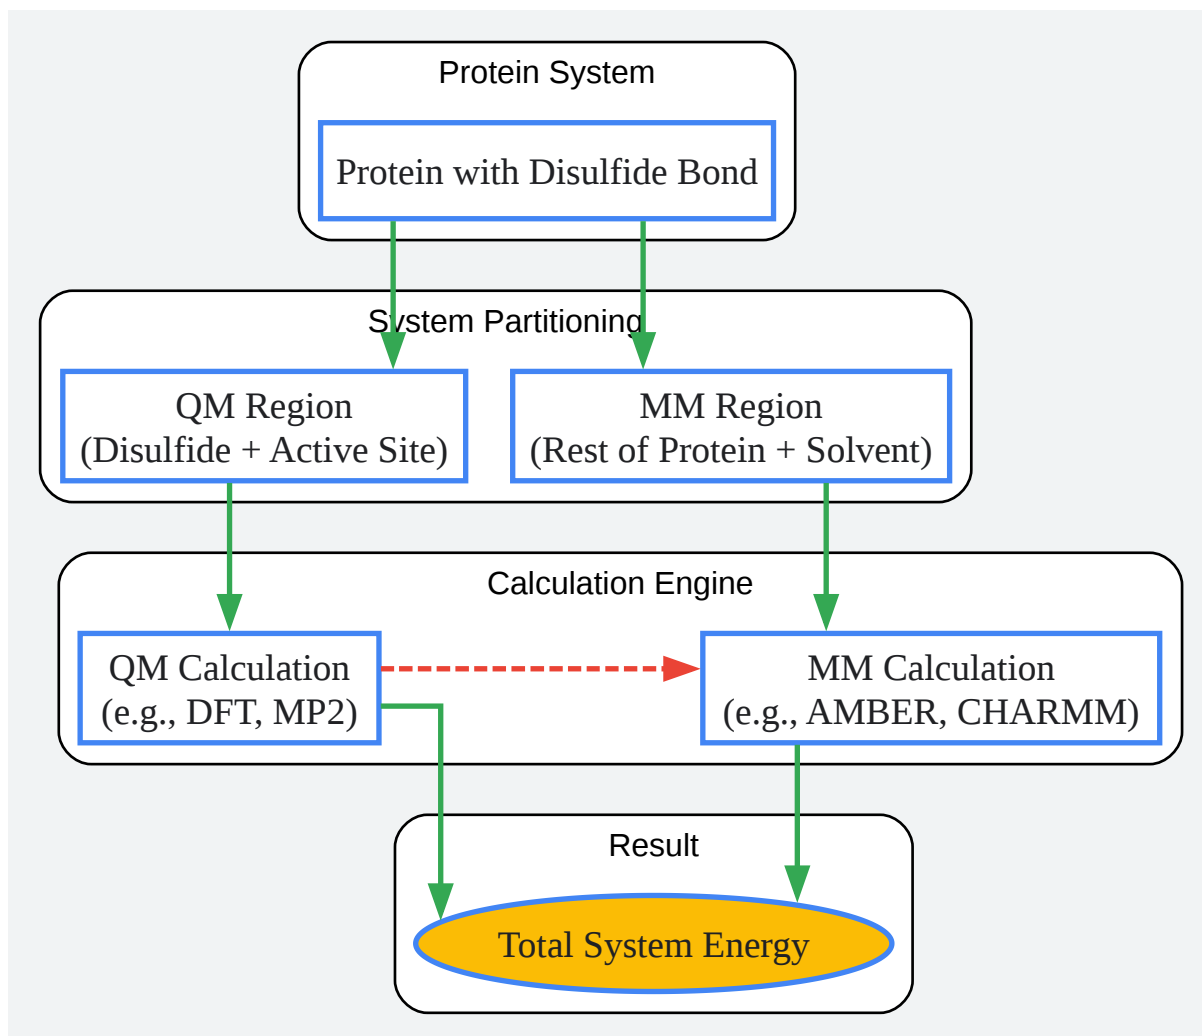 Protein System
Protein with Disulfide Bond
System Partitioning
QM Region
(Disulfide + Active Site)
MM Region
(Rest of Protein + Solvent)
Calculation Engine
QM Calculation
(e.g., DFT, MP2)
MM Calculation
(e.g., AMBER, CHARMM)
Result
Total System Energy